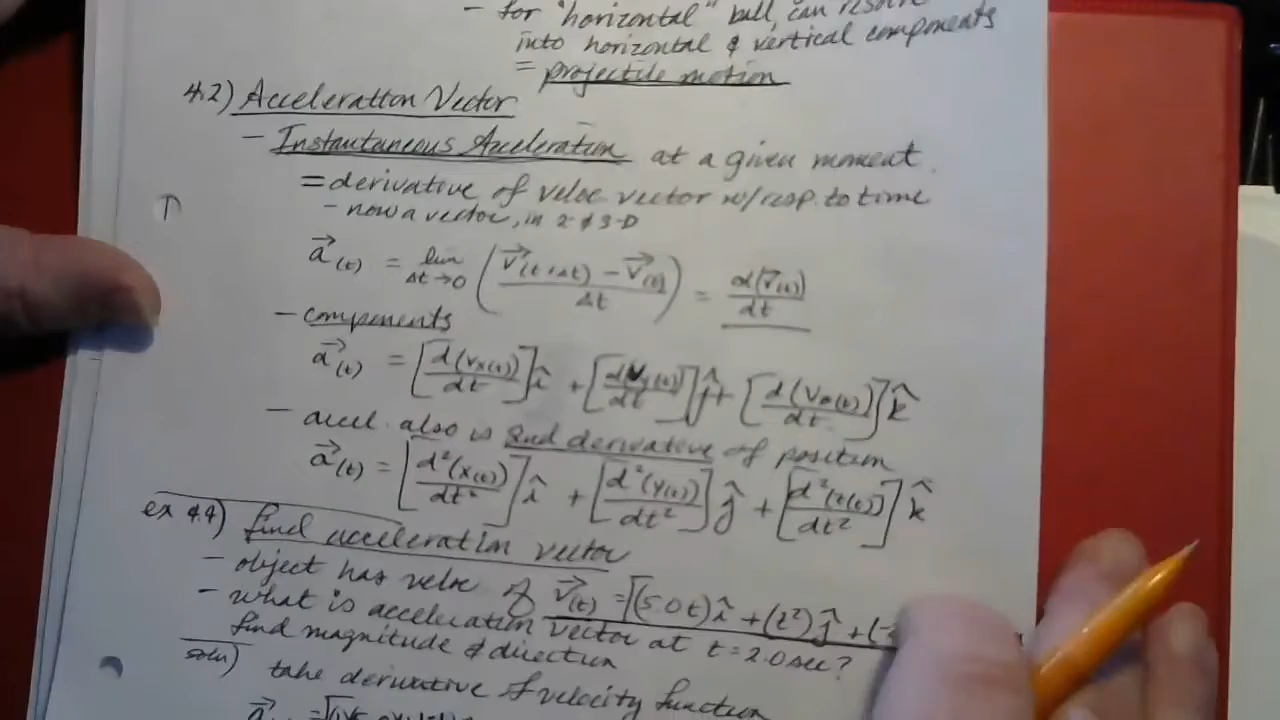 - for "horizontal" ball, can
into horizontal & vertical components
= projectile motion
4.2) Acceleration Vector
- Instantaneous Acceleration at a given moment.
= derivative of veloc vector w/resp. to time
- now a vector, in 2 & 3-D
a⃗(t) = lim Δt→0 ( (v⃗(t+Δt) - v⃗(t)) / Δt ) = d(v⃗(t))/dt
- components
a⃗(t) = [d(vx(t))/dt] î + [d(vy(t))/dt] ĵ + [d(vz(t))/dt] k̂
- accel. also is 2nd derivative of position
a⃗(t) = [d²(x(t))/dt²] î + [d²(y(t))/dt²] ĵ + [d²(z(t))/dt²] k̂
ex 4.4) find acceleration vector
- object has veloc of v⃗(t) = [(5.0t) î + (t²) ĵ + (-
- what is acceleration vector at t = 2.0 sec?
find magnitude & direction
soln) take derivative of velocity function